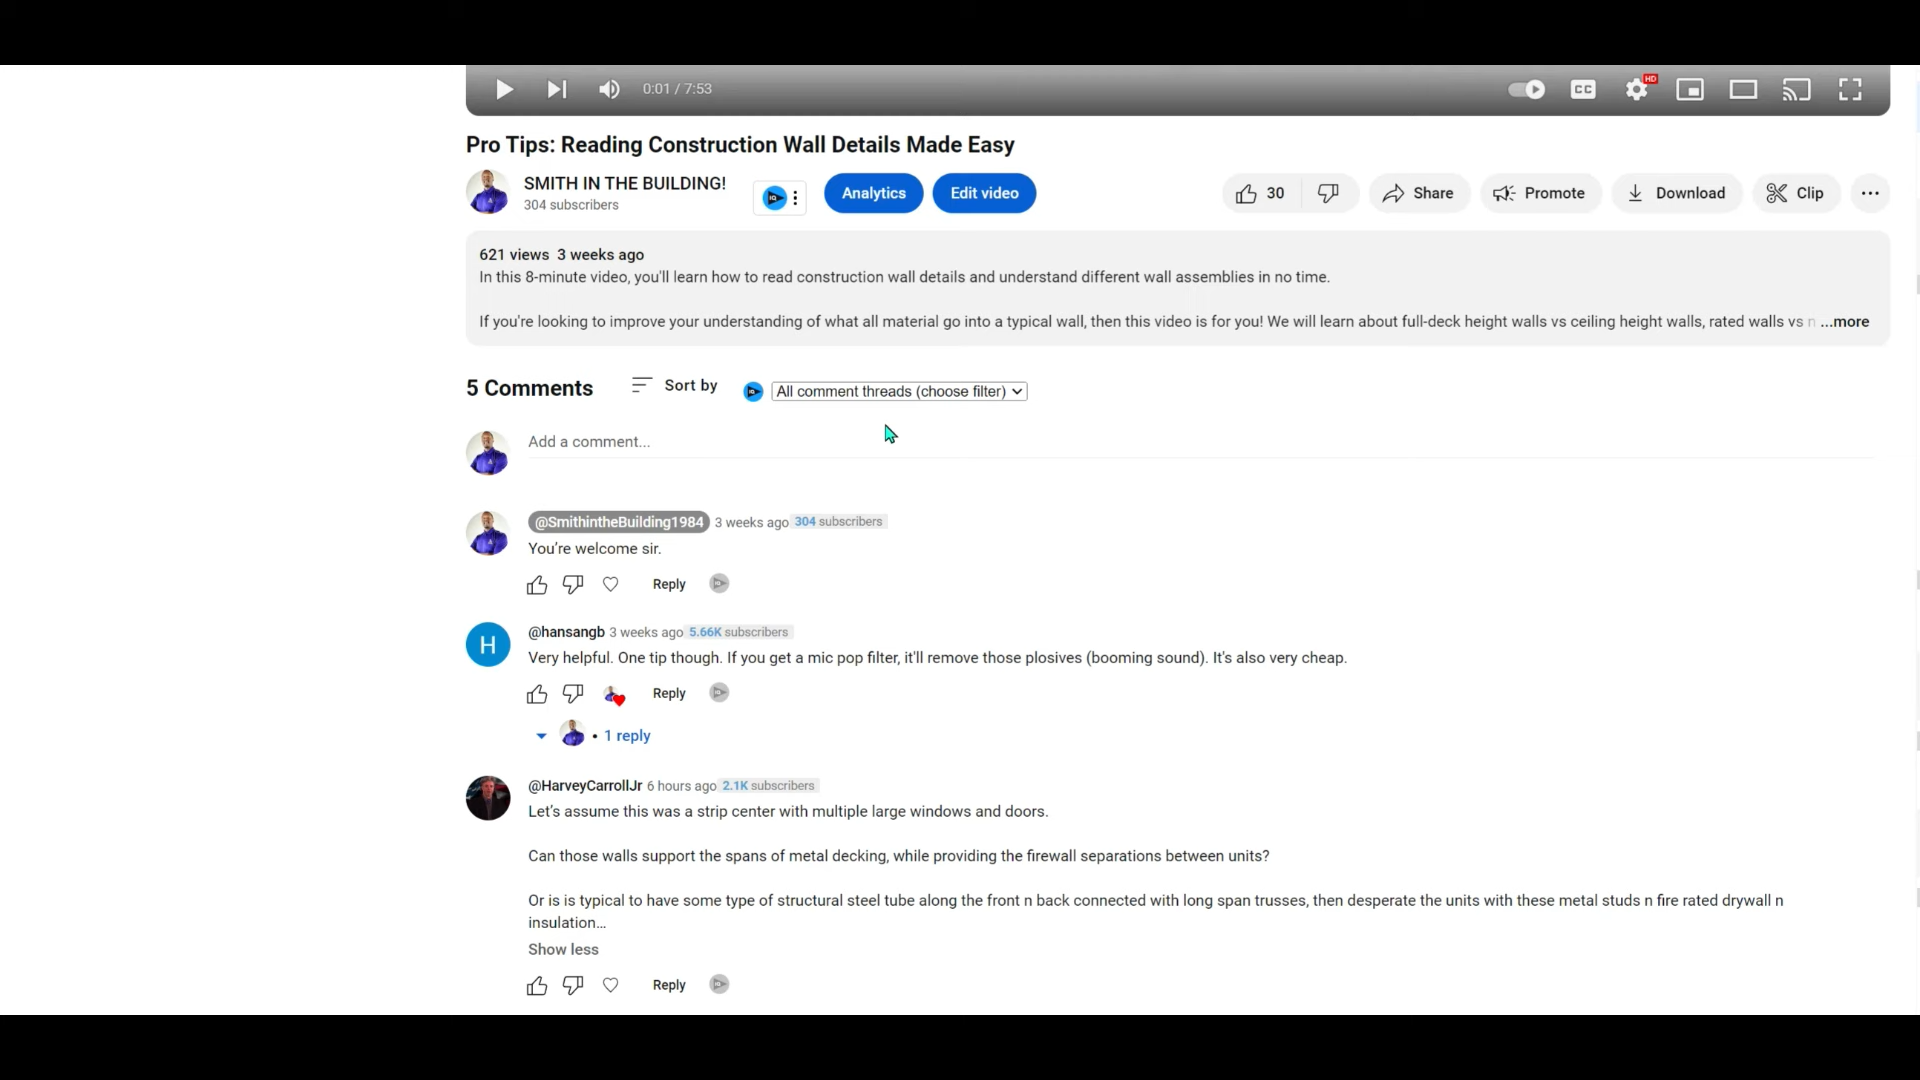 0:01 / 7:53
CC
HD
Pro Tips: Reading Construction Wall Details Made Easy
SMITH IN THE BUILDING!
304 subscribers
Analytics
Edit video
30
Share
Promote
Download
Clip
621 views 3 weeks ago
In this 8-minute video, you'll learn how to read construction wall details and understand different wall assemblies in no time.
If you're looking to improve your understanding of what all material go into a typical wall, then this video is for you! We will learn about full-deck height walls vs ceiling height walls, rated walls vs n ...more
5 Comments
Sort by
All comment threads (choose filter)
Add a comment...
@SmithintheBuilding1984 3 weeks ago 304 subscribers
You're welcome sir.
Reply
H
@hansangb 3 weeks ago 5.66K subscribers
Very helpful. One tip though. If you get a mic pop filter, it'll remove those plosives (booming sound). It's also very cheap.
Reply
• 1 reply
@HarveyCarrollJr 6 hours ago 2.1K subscribers
Let's assume this was a strip center with multiple large windows and doors.
Can those walls support the spans of metal decking, while providing the firewall separations between units?
Or is is typical to have some type of structural steel tube along the front n back connected with long span trusses, then desperate the units with these metal studs n fire rated drywall n
insulation...
Show less
Reply